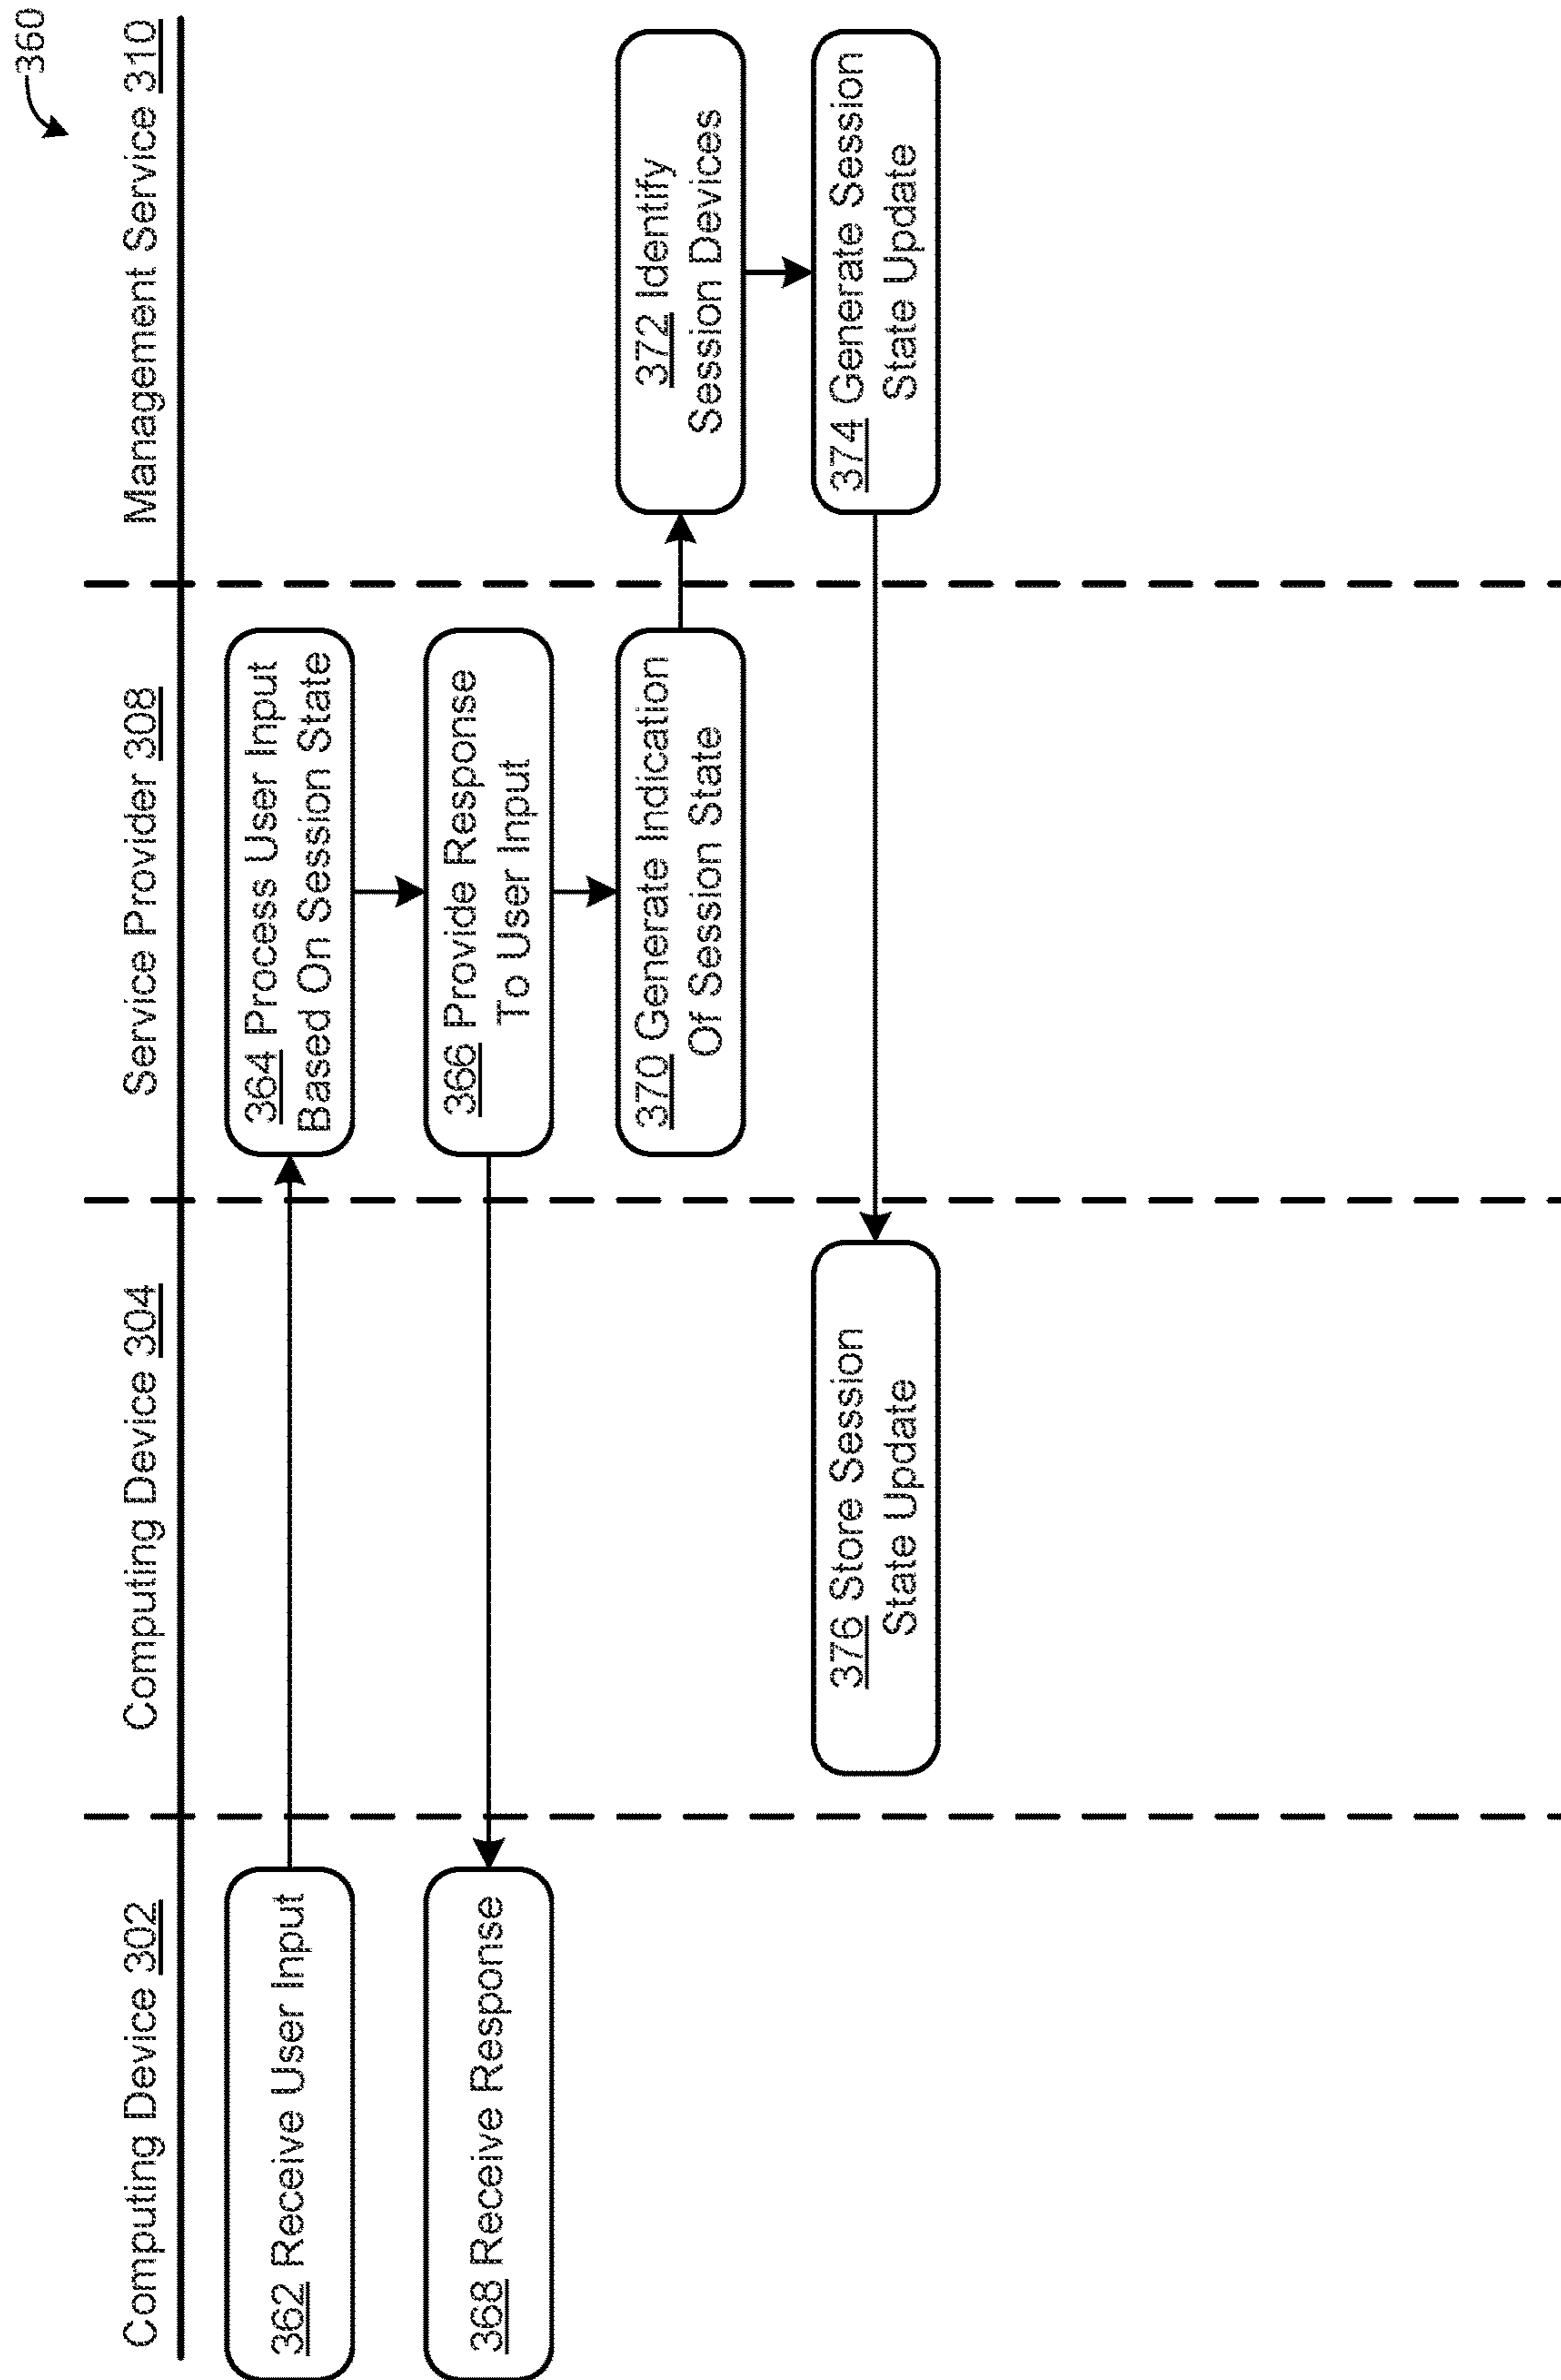 360
Computing Device 302
Computing Device 304
Service Provider 308
Management Service 310
362 Receive User Input
364 Process User Input
Based On Session State
368 Receive Response
366 Provide Response
To User Input
370 Generate Indication
Of Session State
372 Identify
Session Devices
376 Store Session
State Update
374 Generate Session
State Update